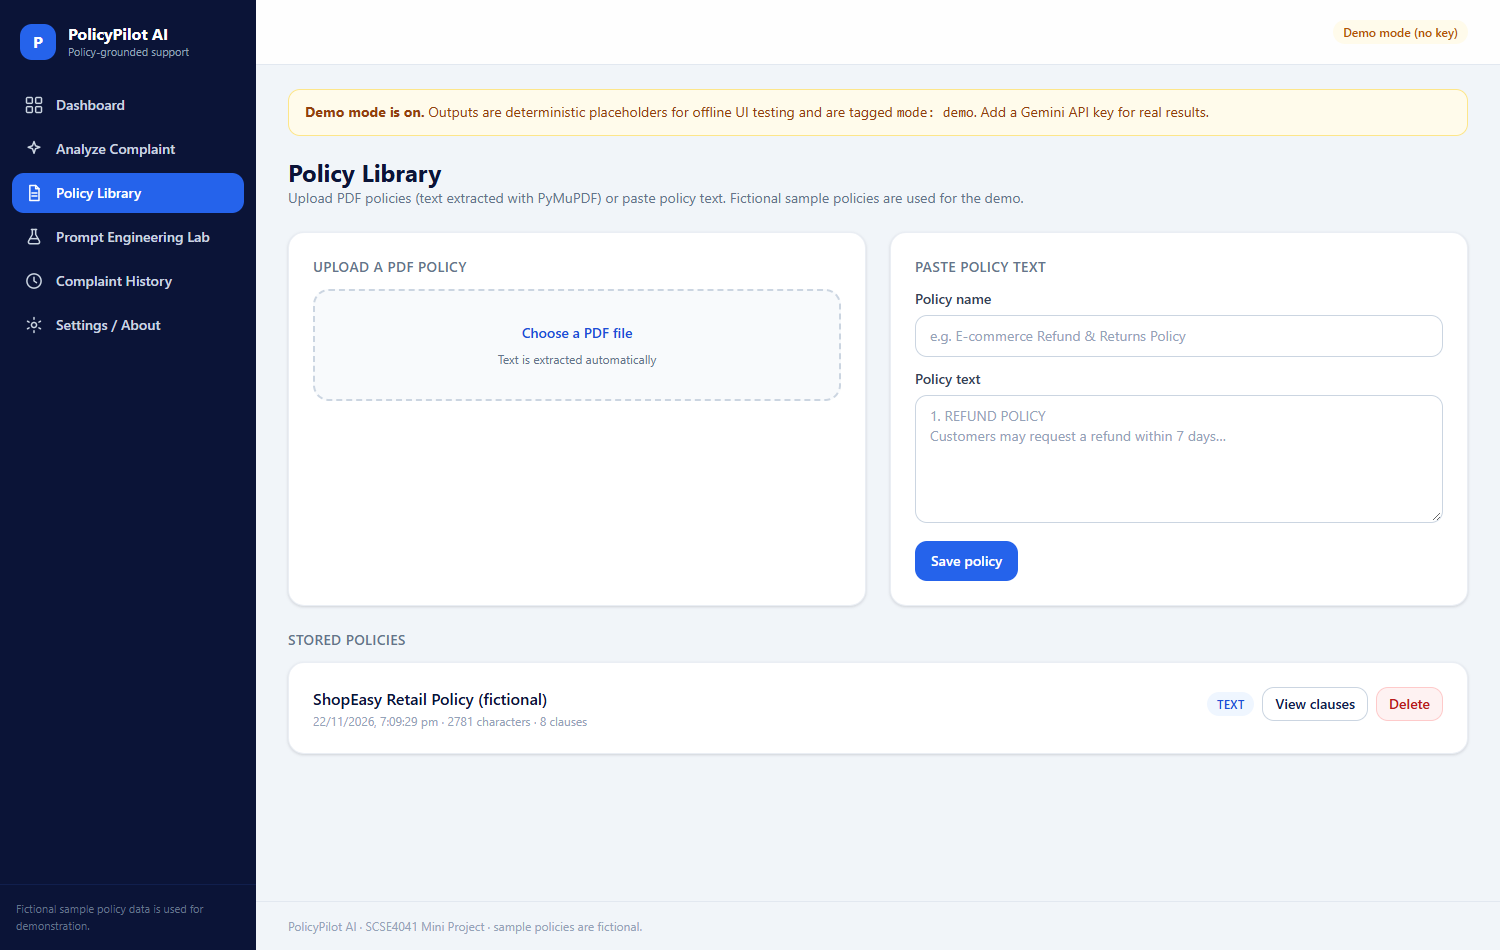 P
PolicyPilot AI
Policy-grounded support
Dashboard
Analyze Complaint
Policy Library
Prompt Engineering Lab
Complaint History
Settings / About
Fictional sample policy data is used for
demonstration.
Demo mode (no key)
Demo mode is on. Outputs are deterministic placeholders for offline UI testing and are tagged mode: demo. Add a Gemini API key for real results.
Policy Library
Upload PDF policies (text extracted with PyMuPDF) or paste policy text. Fictional sample policies are used for the demo.
UPLOAD A PDF POLICY
Choose a PDF file
Text is extracted automatically
PASTE POLICY TEXT
Policy name
e.g. E-commerce Refund & Returns Policy
Policy text
1. REFUND POLICY
Customers may request a refund within 7 days...
Save policy
STORED POLICIES
ShopEasy Retail Policy (fictional)
22/11/2026, 7:09:29 pm · 2781 characters · 8 clauses
TEXT
View clauses
Delete
PolicyPilot AI · SCSE4041 Mini Project · sample policies are fictional.